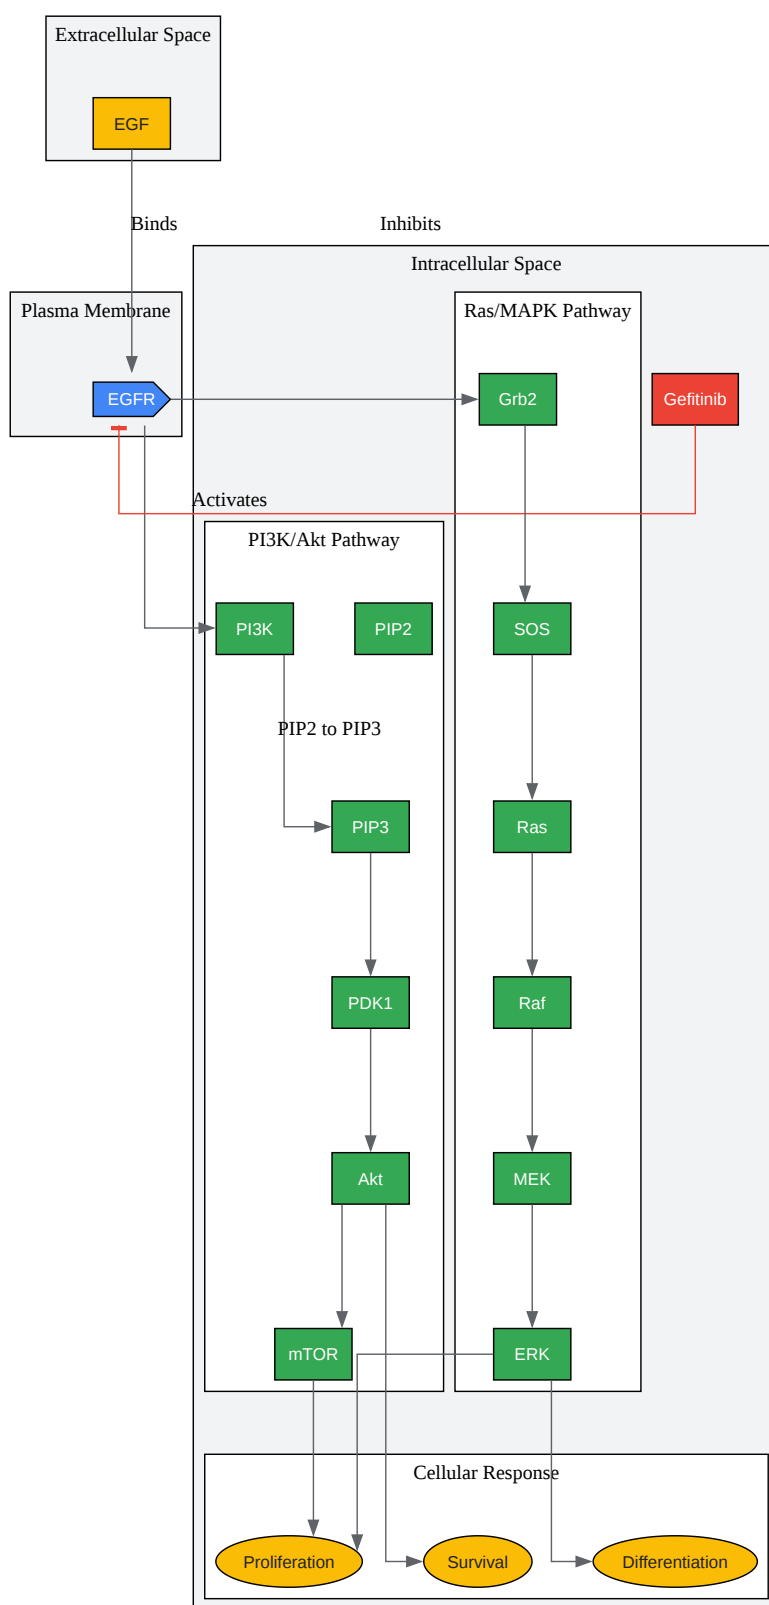 Extracellular Space
EGF
Binds
Inhibits
Intracellular Space
Plasma Membrane
Ras/MAPK Pathway
EGFR
Grb2
Gefitinib
Activates
PI3K/Akt Pathway
PI3K
PIP2
SOS
PIP2 to PIP3
PIP3
Ras
PDK1
Raf
Akt
MEK
mTOR
ERK
Cellular Response
Proliferation
Survival
Differentiation